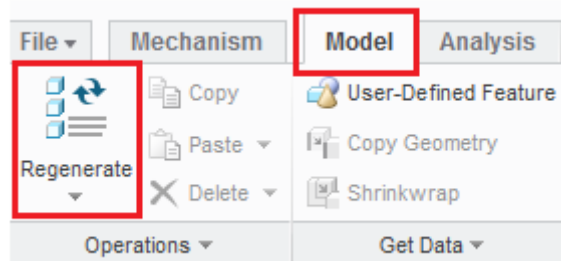 File Mechanism Model Analysis
Regenerate
Copy
Paste
Delete
Operations
User-Defined Feature
Copy Geometry
Shrinkwrap
Get Data